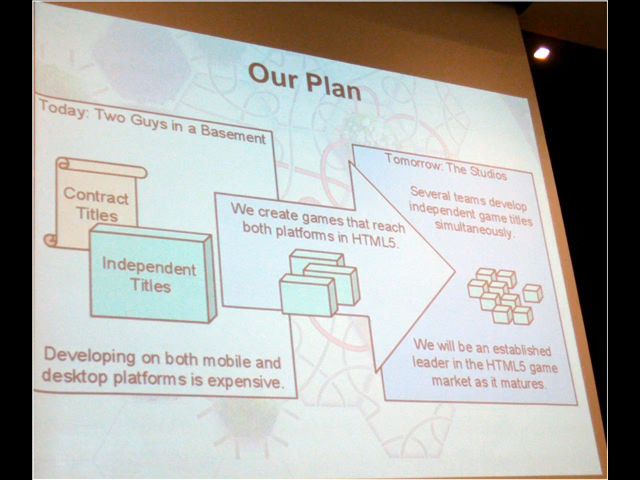 Our Plan
Today: Two Guys in a Basement
Contract
Titles
Independent
Titles
Developing on both mobile and
desktop platforms is expensive.
We create games that reach
both platforms in HTML5.
Tomorrow: The Studios
Several teams develop
independent game titles
simultaneously.
We will be an established
leader in the HTML5 game
market as it matures.